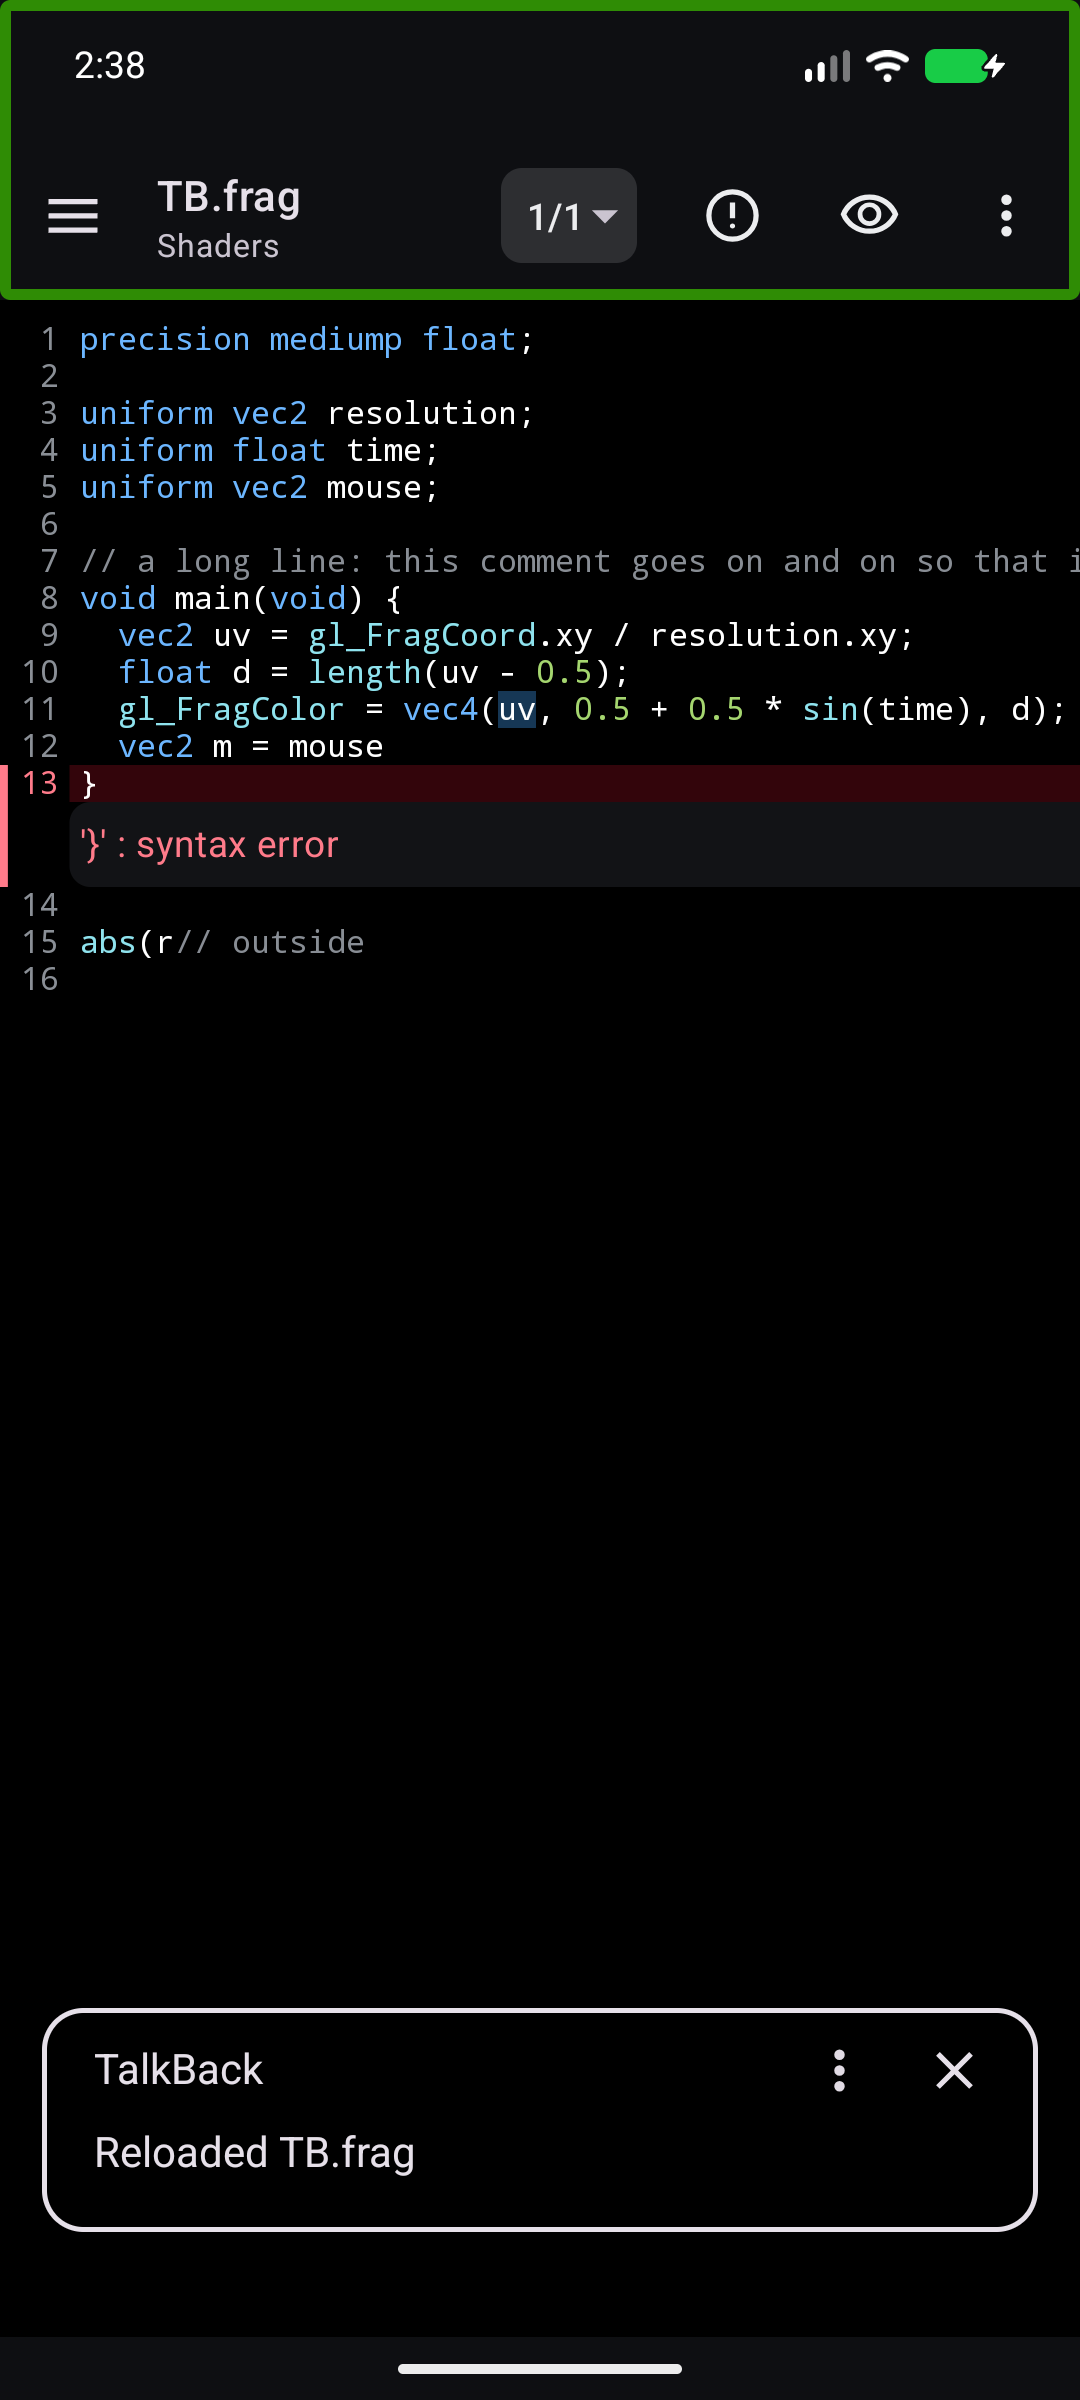 2:38
TB.frag
Shaders
1/1
1 precision mediump float;
2
3 uniform vec2 resolution;
4 uniform float time;
5 uniform vec2 mouse;
6
7 // a long line: this comment goes on and on so that i
8 void main(void) {
9   vec2 uv = gl_FragCoord.xy / resolution.xy;
10   float d = length(uv - 0.5);
11   gl_FragColor = vec4(uv, 0.5 + 0.5 * sin(time), d);
12   vec2 m = mouse
13 }
'}' : syntax error
14
15 abs(r// outside
16
TalkBack
Reloaded TB.frag